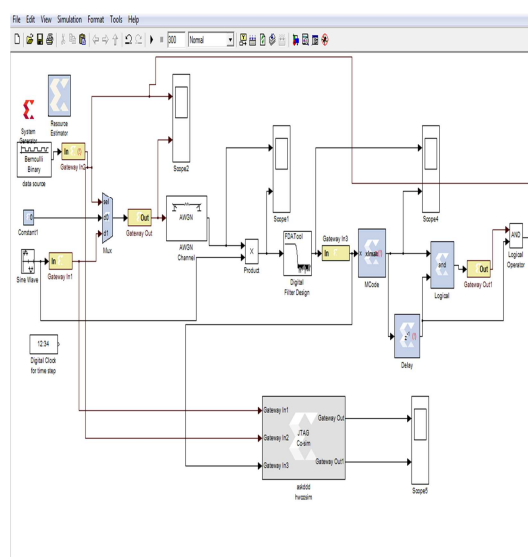 File Edit View Simulation Format Tools Help
300 Normal
System
Generator
Resource
Estimator
Bernoulli
Binary
data source
In
Gateway In2
Constant1
sel
d0
d1
Mux
Out
Gateway Out
Scope2
AWGN
AWGN
Channel
Sine Wave
In
Gateway In1
12:34
Digital Clock
for time step
X
Product
Scope1
FDATool
Digital
Filter Design
Gateway In3
In
x
MCode
Scope4
and
Logical
Out
Gateway Out1
AND
Logical
Operator
Delay
Gateway In1
Gateway In2
Gateway In3
JTAG
Co-sim
Gateway Out
Gateway Out1
hwcosim
Scope5